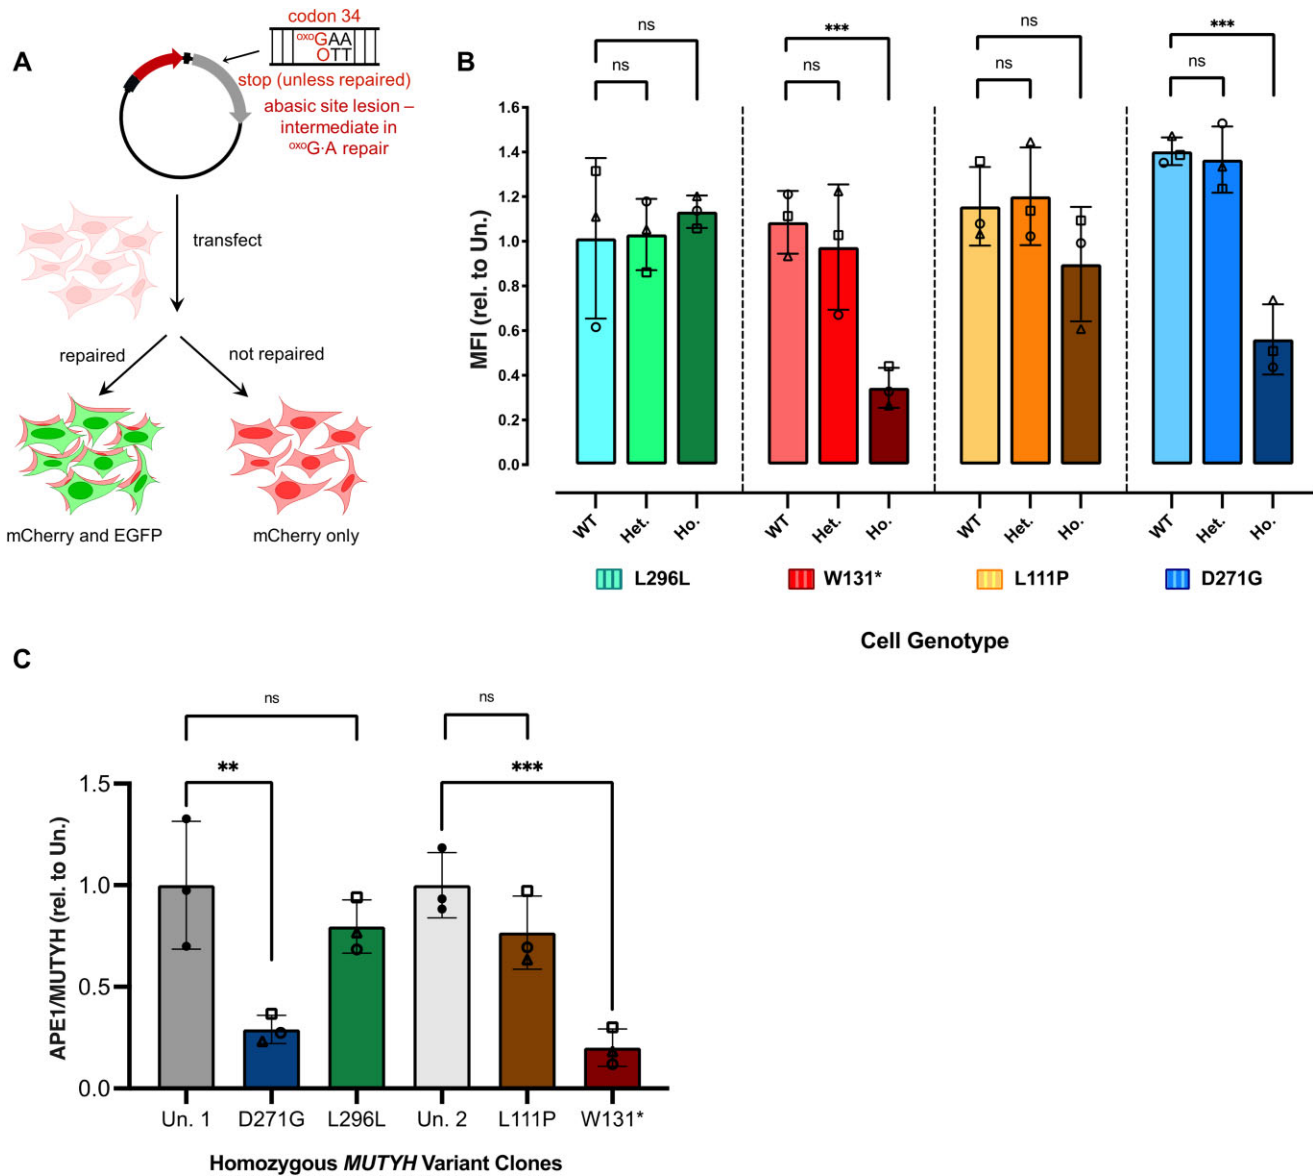 A
codon 34
oxoGAA
OTT
stop (unless repaired)
abasic site lesion –
intermediate in
oxoG·A repair
transfect
repaired
not repaired
mCherry and EGFP
mCherry only
B
ns
***
ns
***
ns
ns
ns
ns
MFI (rel. to Un.)
1.6
1.4
1.2
1.0
0.8
0.6
0.4
0.2
0.0
WT
Het.
Ho.
WT
Het.
Ho.
WT
Het.
Ho.
WT
Het.
Ho.
L296L
W131*
L111P
D271G
Cell Genotype
C
ns
ns
**
***
APE1/MUTYH (rel. to Un.)
1.5
1.0
0.5
0.0
Un. 1
D271G
L296L
Un. 2
L111P
W131*
Homozygous MUTYH Variant Clones